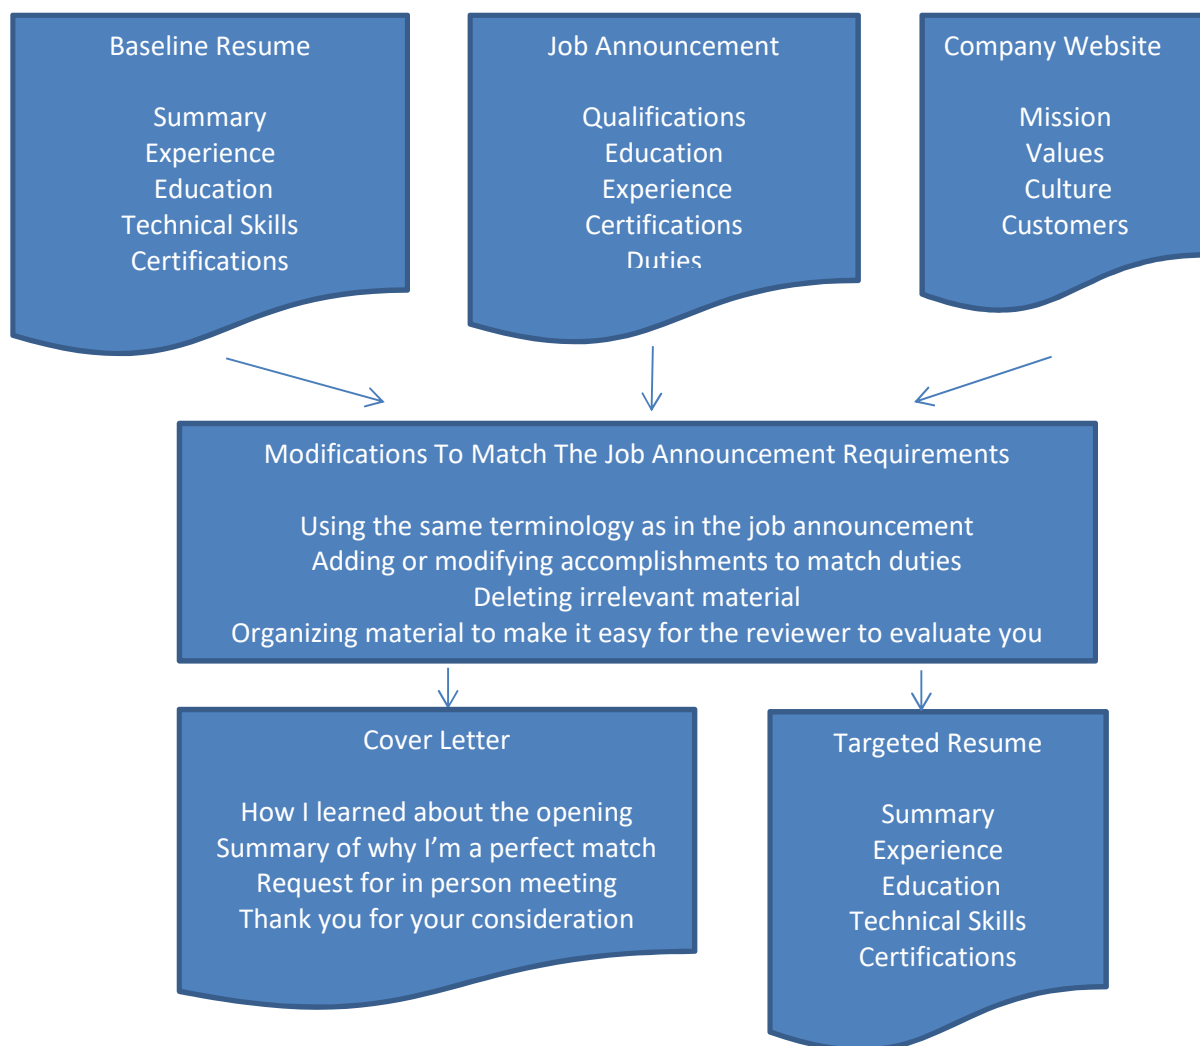 Baseline Resume
Summary
Experience
Education
Technical Skills
Certifications
Job Announcement
Qualifications
Education
Experience
Certifications
Duties
Company Website
Mission
Values
Culture
Customers
Modifications To Match The Job Announcement Requirements
Using the same terminology as in the job announcement
Adding or modifying accomplishments to match duties
Deleting irrelevant material
Organizing material to make it easy for the reviewer to evaluate you
Cover Letter
How I learned about the opening
Summary of why I’m a perfect match
Request for in person meeting
Thank you for your consideration
Targeted Resume
Summary
Experience
Education
Technical Skills
Certifications